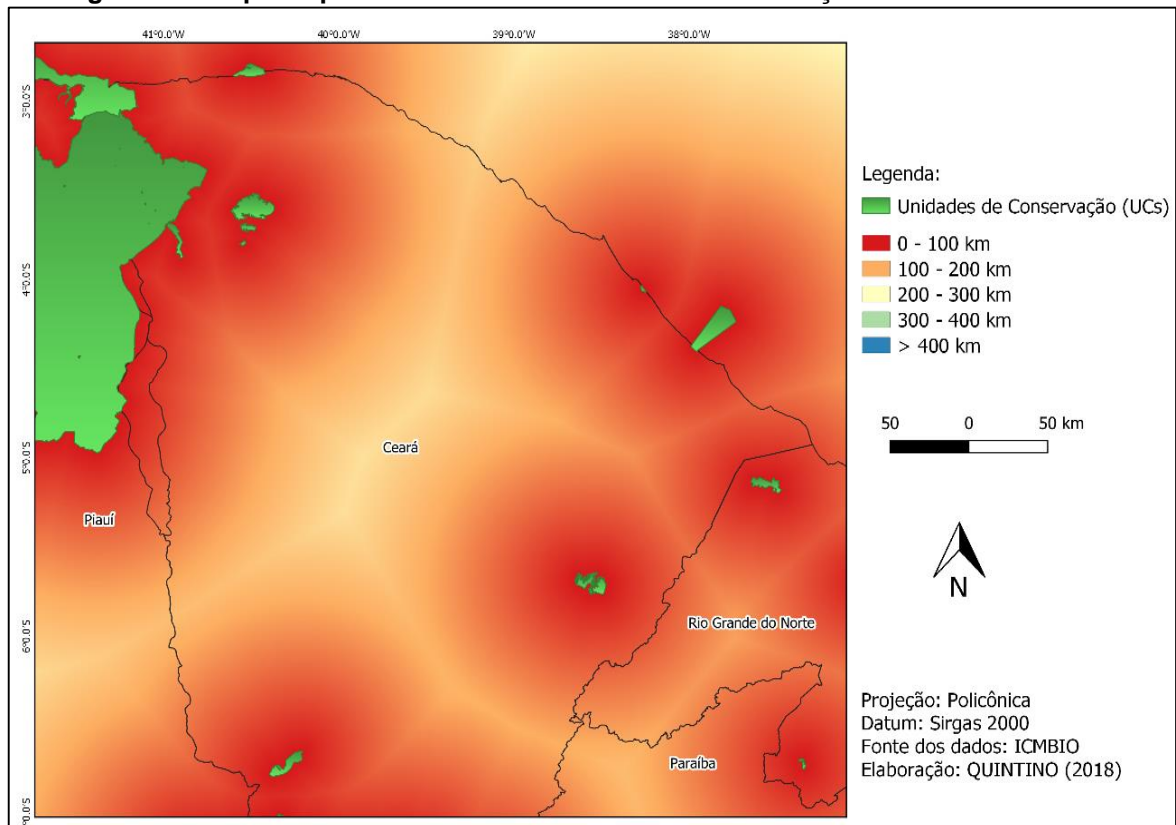 41°0.0'W 40°0.0'W 39°0.0'W 38°0.0'W
3°0.0'S
4°0.0'S
5°0.0'S
6°0.0'S
°0.0'S
Ceará
Piauí
Rio Grande do Norte
Paraíba
Legenda:
Unidades de Conservação (UCs)
0 - 100 km
100 - 200 km
200 - 300 km
300 - 400 km
> 400 km
50 0 50 km
N
Projeção: Policônica
Datum: Sirgas 2000
Fonte dos dados: ICMBIO
Elaboração: QUINTINO (2018)